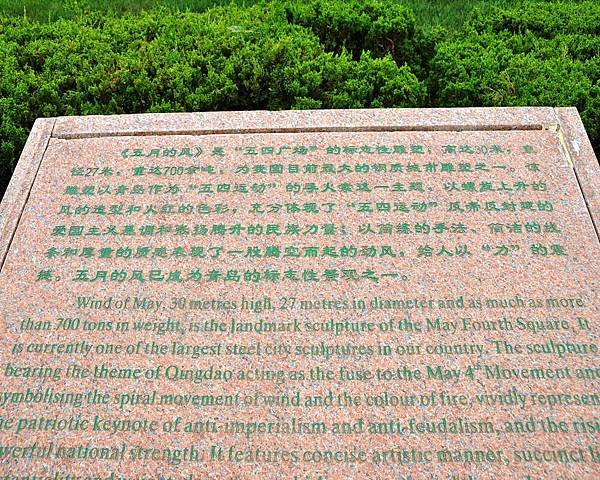 《五月的风》是“五四广场”的标志性雕塑，高达30米，直
径27米，重达700余吨，为我国目前最大的钢质城市雕塑之一。该
雕塑以青岛作为“五四运动”的导火索这一主题，以螺旋上升的
风的造型和火红的色彩，充分体现了“五四运动”反帝反封建的
爱国主义基调和张扬腾升的民族力量；以简练的手法、简洁的线
条和厚重的质感表现了一股腾空而起的劲风，给人以“力”的震
撼。五月的风已成为青岛的标志性景观之一。
Wind of May, 30 metres high, 27 metres in diameter and as much as more
than 700 tons in weight, is the landmark sculpture of the May Fourth Square. It
is currently one of the largest steel city sculptures in our country. The sculpture
bearing the theme of Qingdao acting as the fuse to the May 4th Movement and
symbolising the spiral movement of wind and the colour of fire, vividly represen
he patriotic keynote of anti-imperialism and anti-feudalism, and the risi
werful national strength. It features concise artistic manner, succinct li